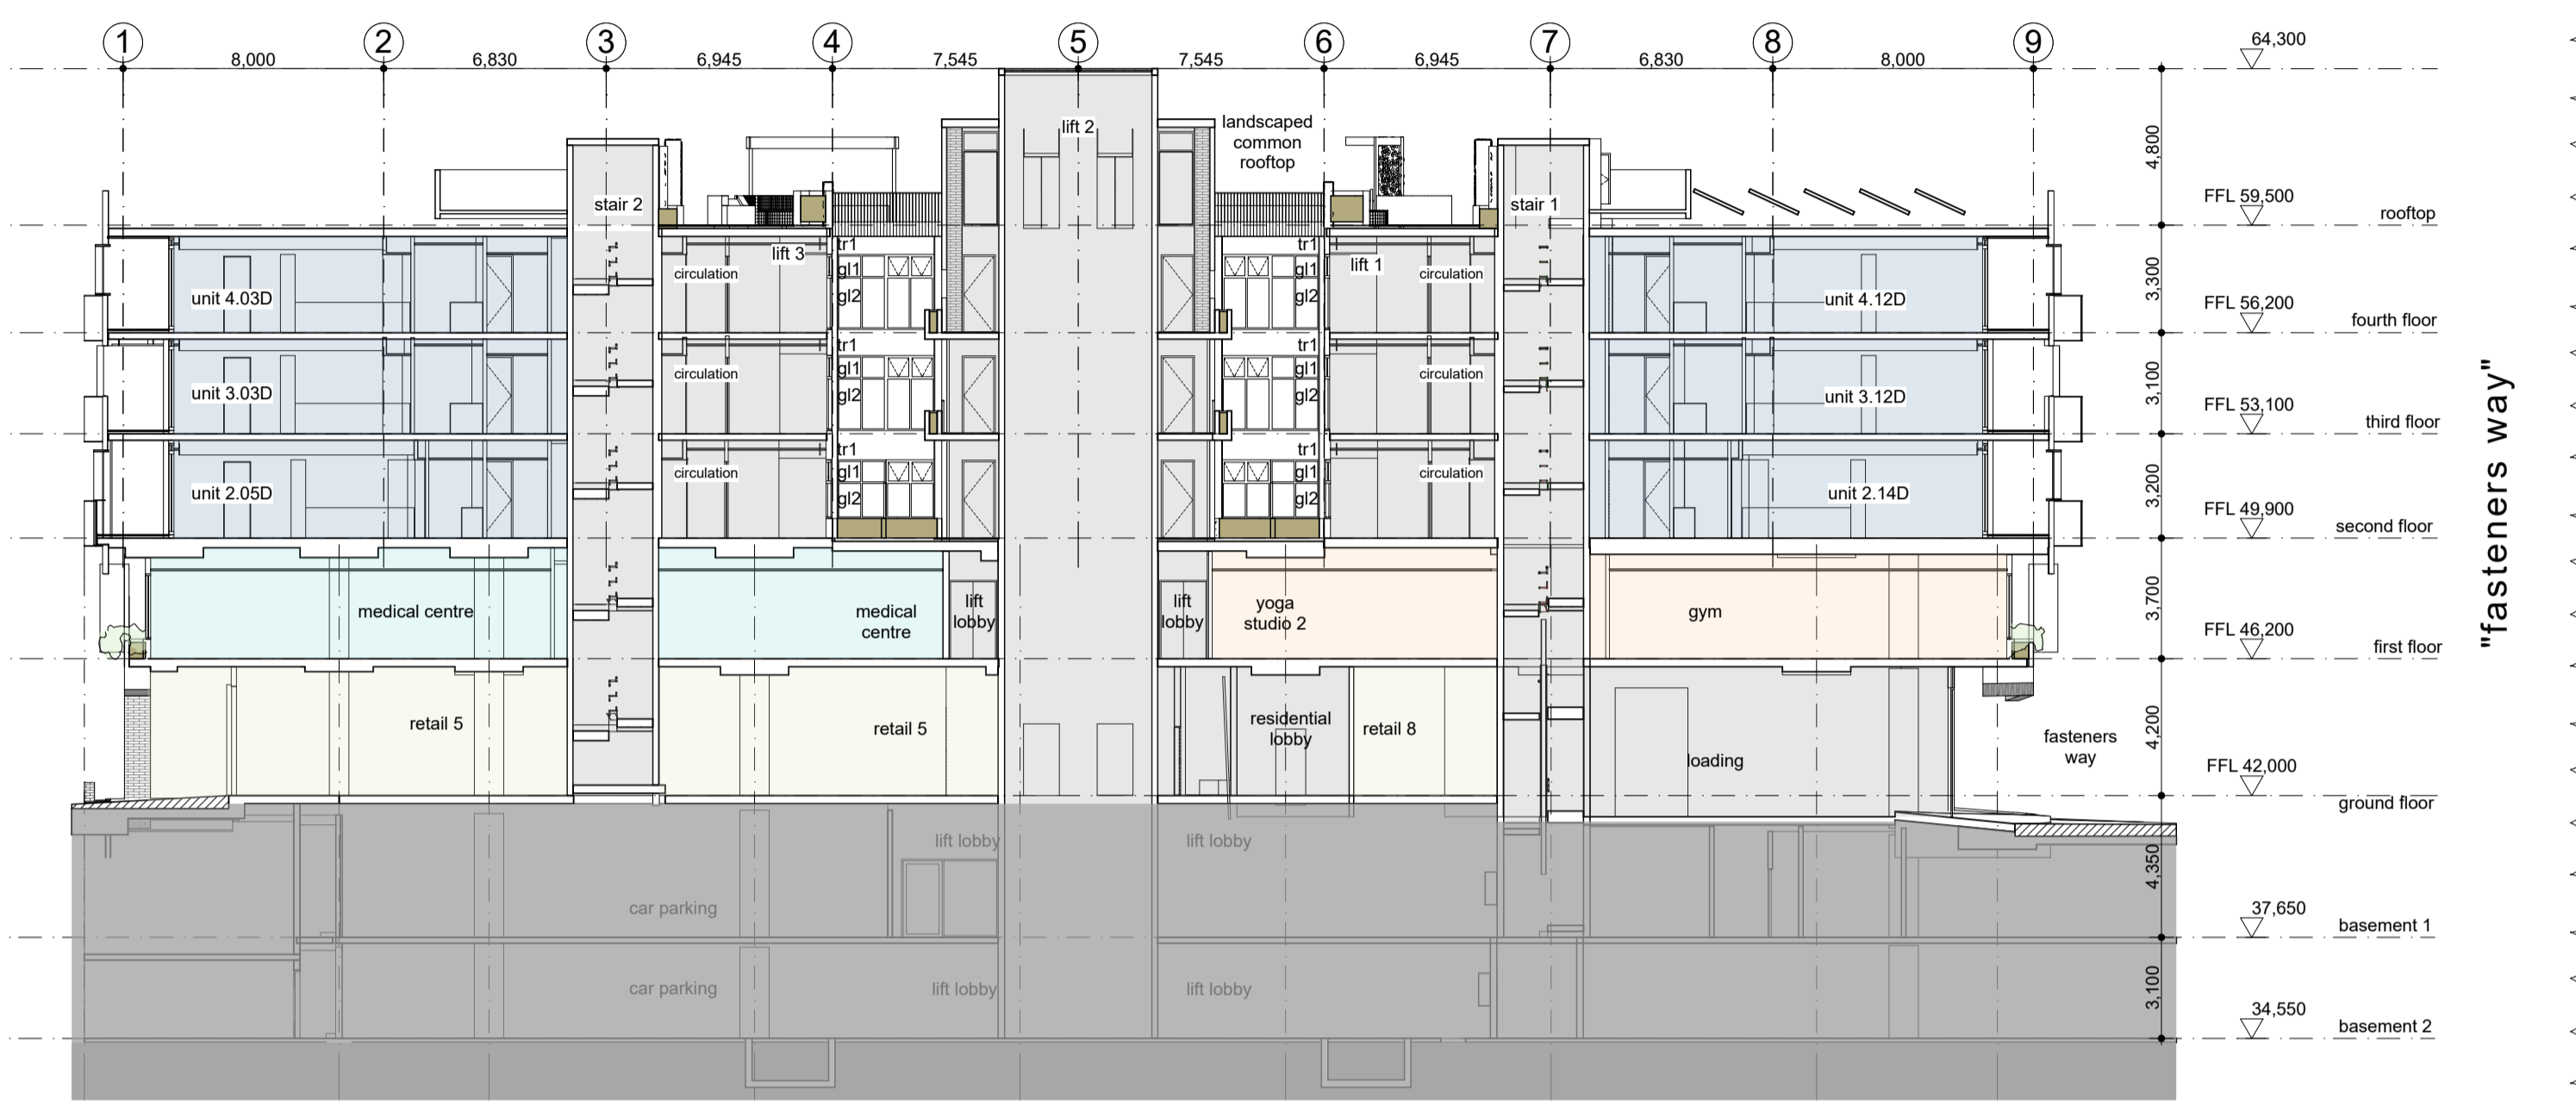 1 2 3 4 5 6 7 8 9
64,300
8,000 6,830 6,945 7,545 7,545 6,945 6,830 8,000
lift 2
landscaped
common
rooftop
4,800
stair 2
stair 1
FFL 59,500
rooftop
tr1
tr1
lift 3
lift 1
circulation
circulation
gl1
gl1
gl2
gl2
unit 4.03D
unit 4.12D
3,300
FFL 56,200
fourth floor
tr1
tr1
circulation
circulation
gl1
gl1
gl2
gl2
unit 3.03D
unit 3.12D
3,100
FFL 53,100
third floor
tr1
tr1
circulation
circulation
gl1
gl1
gl2
gl2
unit 2.05D
unit 2.14D
3,200
FFL 49,900
second floor
"fasteners way"
medical centre
medical
centre
lift
lobby
lift
lobby
yoga
studio 2
gym
3,700
FFL 46,200
first floor
retail 5
retail 5
residential
lobby
retail 8
loading
fasteners
way
4,200
FFL 42,000
ground floor
lift lobby
lift lobby
4,350
car parking
37,650
basement 1
car parking
lift lobby
lift lobby
3,100
34,550
basement 2